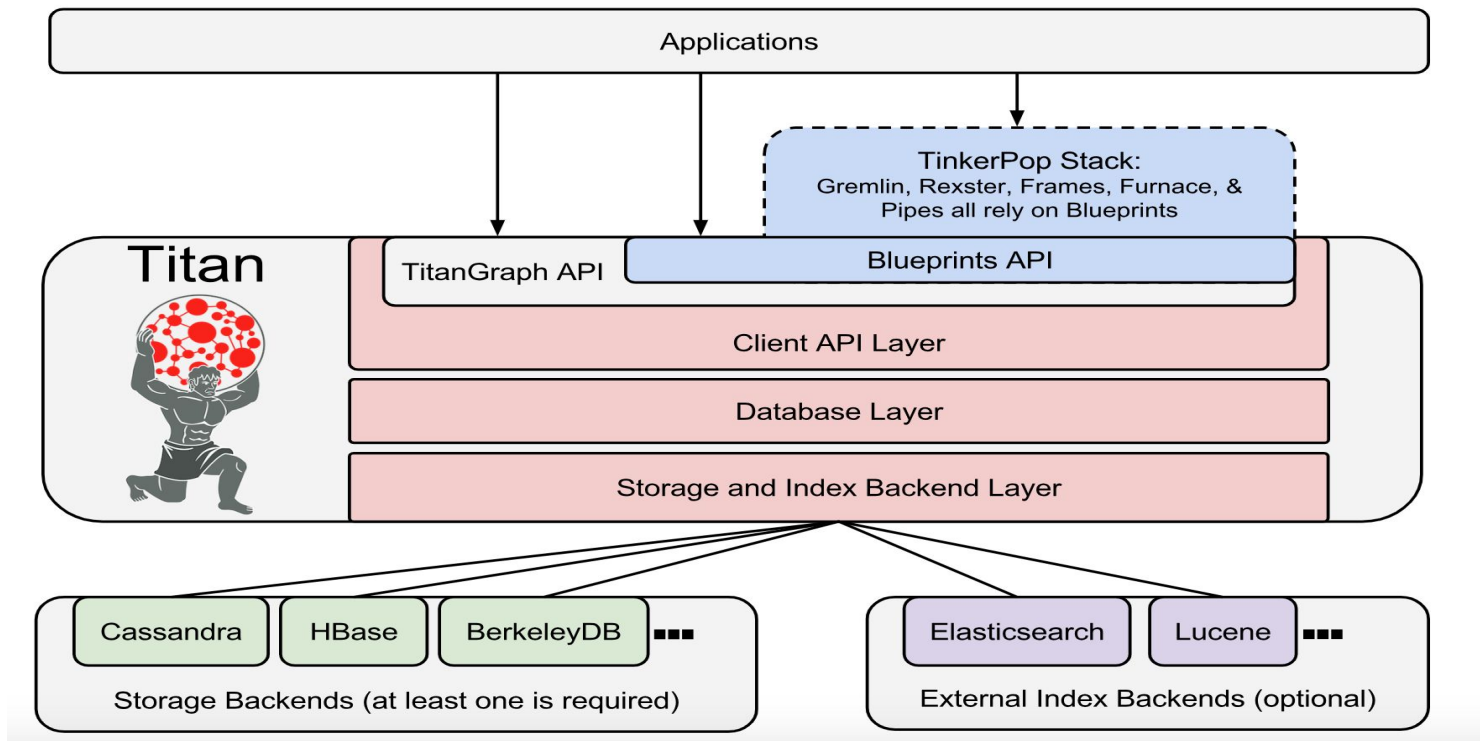 Applications
TinkerPop Stack:
Gremlin, Rexster, Frames, Furnace, &
Pipes all rely on Blueprints
Titan
TitanGraph API
Blueprints API
Client API Layer
Database Layer
Storage and Index Backend Layer
Cassandra
HBase
BerkeleyDB
Storage Backends (at least one is required)
Elasticsearch
Lucene
External Index Backends (optional)